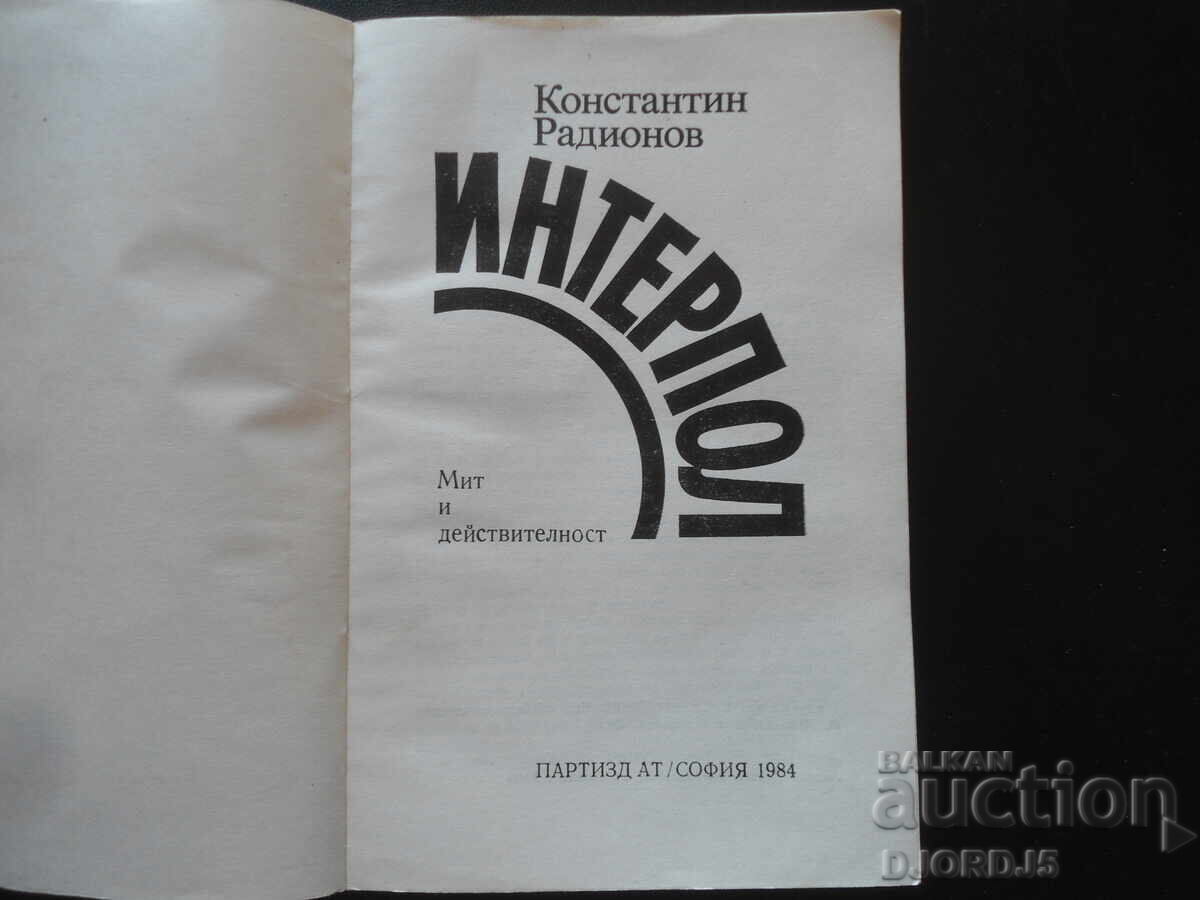 Константин
Радионов
ИНТЕРПОЛ
Мит
и
действителност
ПАРТИЗДАТ/СОФИЯ 1984
BALKAN
auction
DJORDJ5